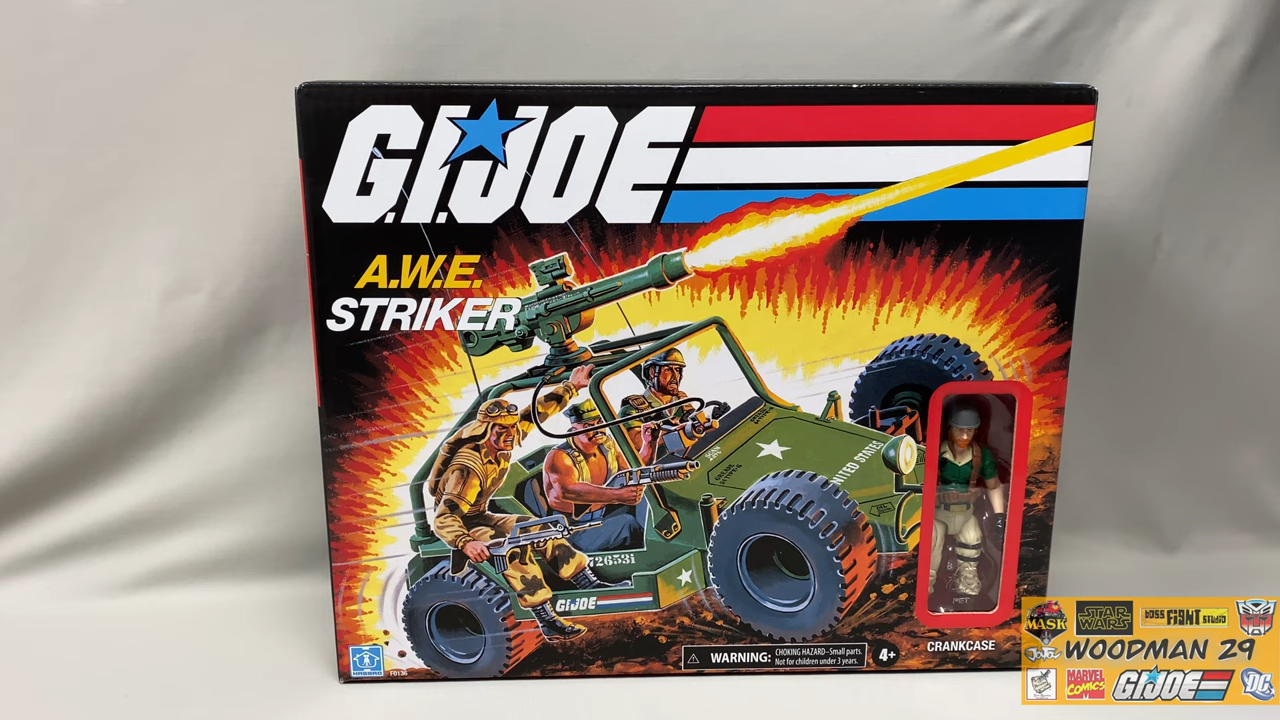 G.I.JOE
A.W.E.
STRIKER
UNITED STATES
726531
G.I.JOE
HASBRO
F0136
WARNING: CHOKING HAZARD–Small parts.
Not for children under 3 years.
4+
CRANKCASE
PET
MASK
STAR
WARS
BOSS FIGHT STUDIO
WOODMAN 29
MARVEL
COMICS
G.I.JOE
DC